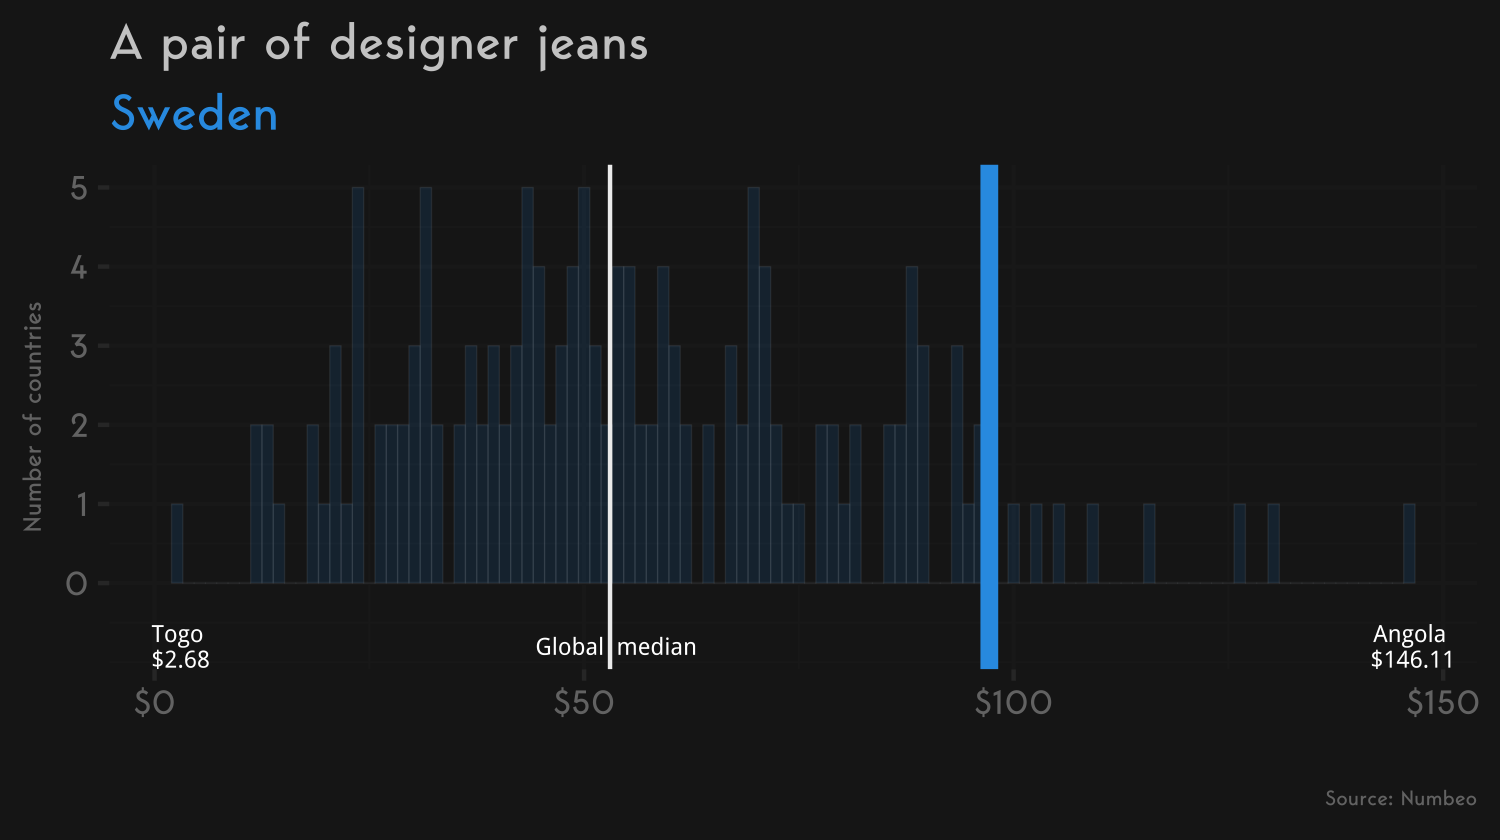 A pair of designer jeans
Sweden
Number of countries
5
4
3
2
1
0
Togo
$2.68
Global median
Angola
$146.11
$0
$50
$100
$150
Source: Numbeo